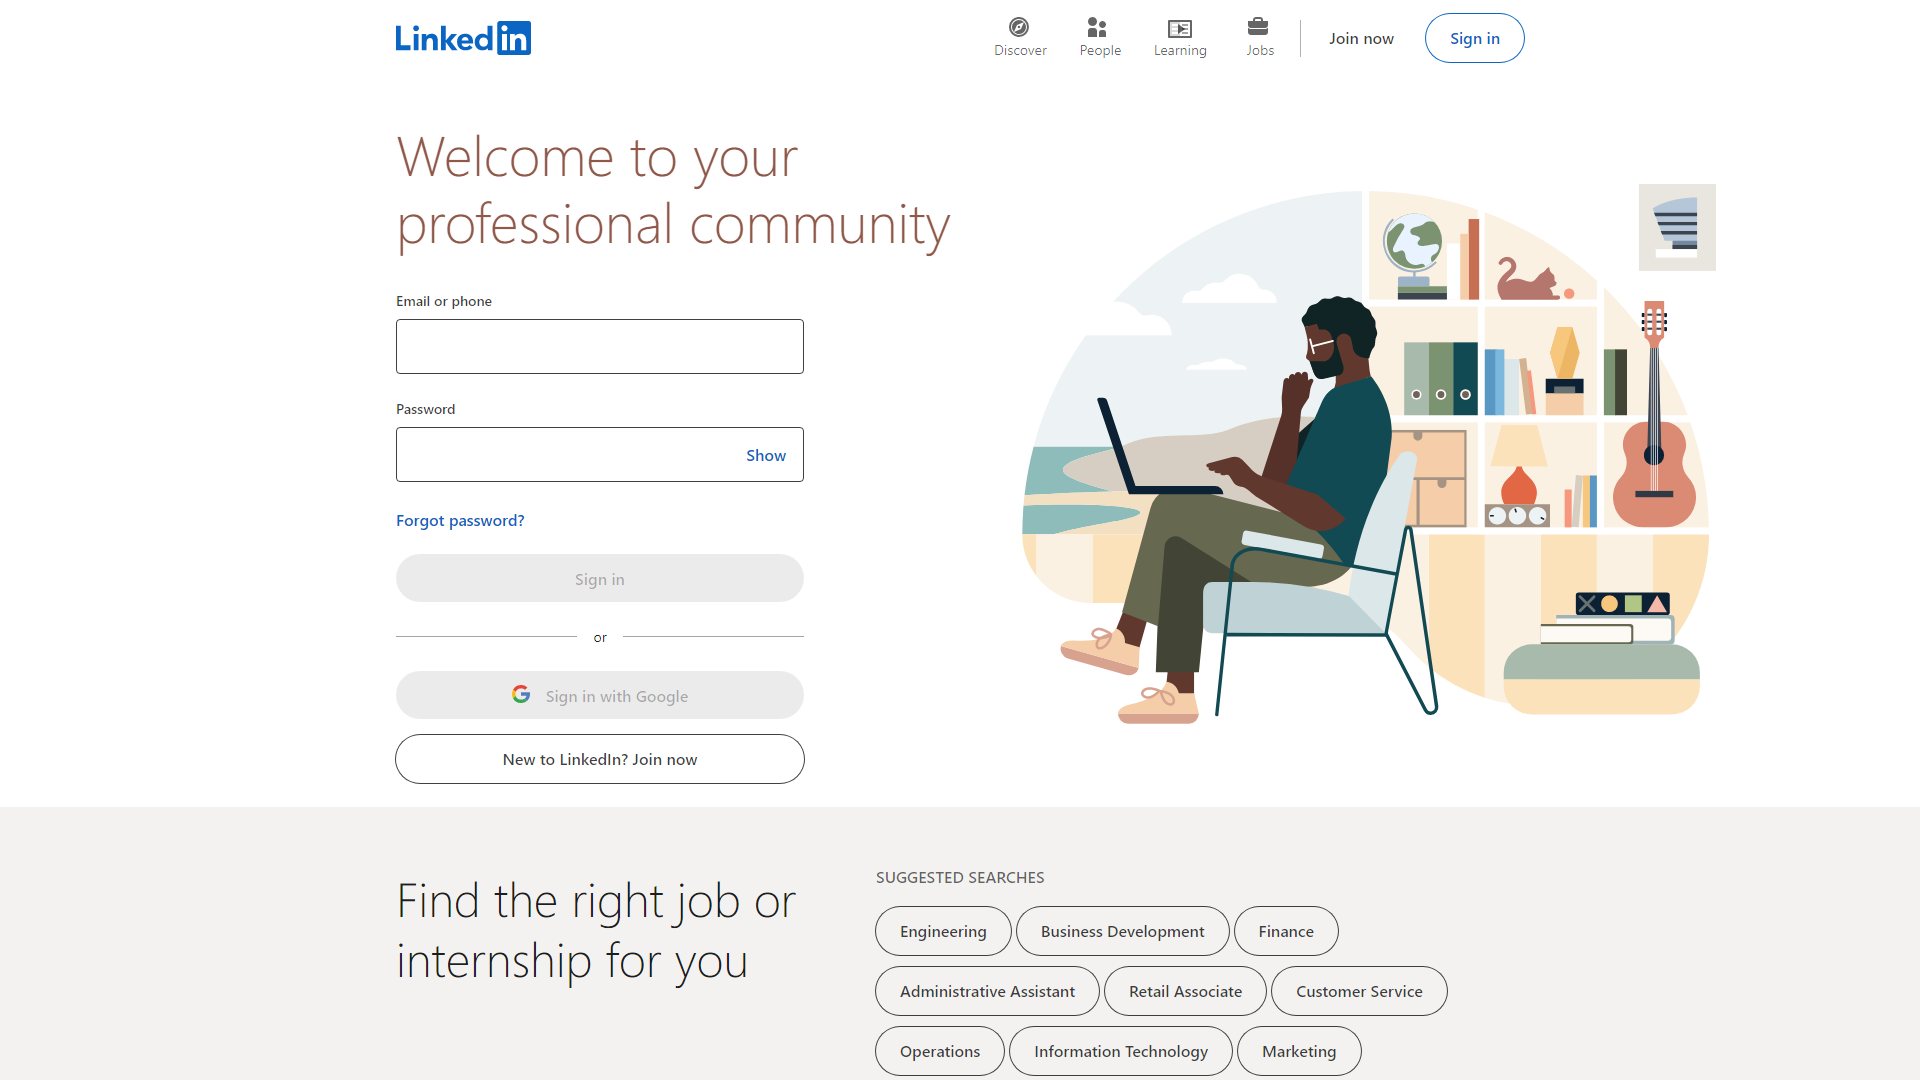 Linked in
Discover
People
Learning
Jobs
Join now
Sign in
Welcome to your
professional community
Email or phone
Password
Show
Forgot password?
Sign in
or
Sign in with Google
New to LinkedIn? Join now
Find the right job or
internship for you
SUGGESTED SEARCHES
Engineering
Business Development
Finance
Administrative Assistant
Retail Associate
Customer Service
Operations
Information Technology
Marketing